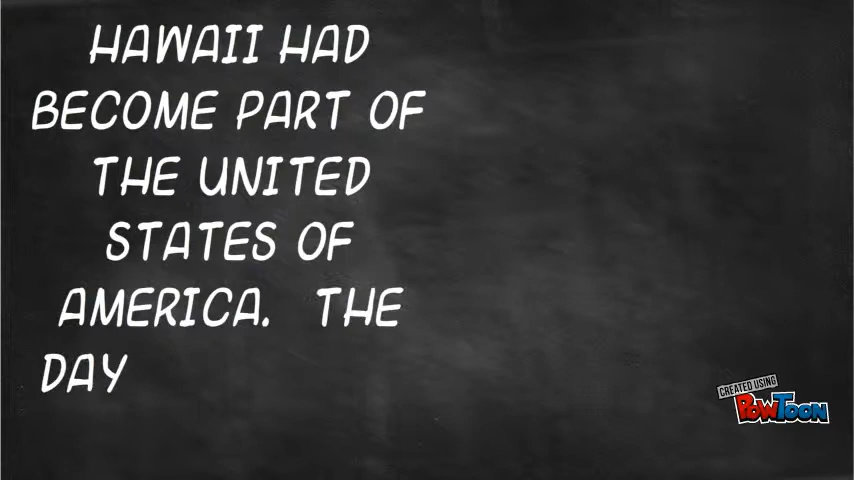 HAWAII HAD
BECOME PART OF
THE UNITED
STATES OF
AMERICA. THE
DAY
CREATED USING
POWTOON